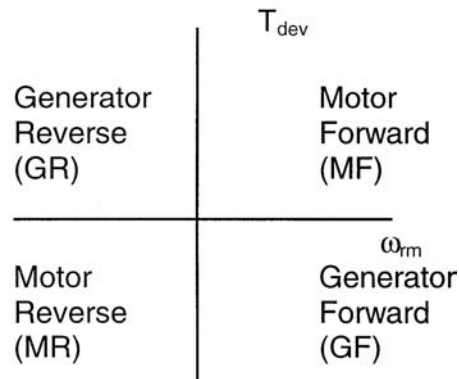 T_dev
Generator
Reverse
(GR)
Motor
Forward
(MF)
ω_rm
Motor
Reverse
(MR)
Generator
Forward
(GF)